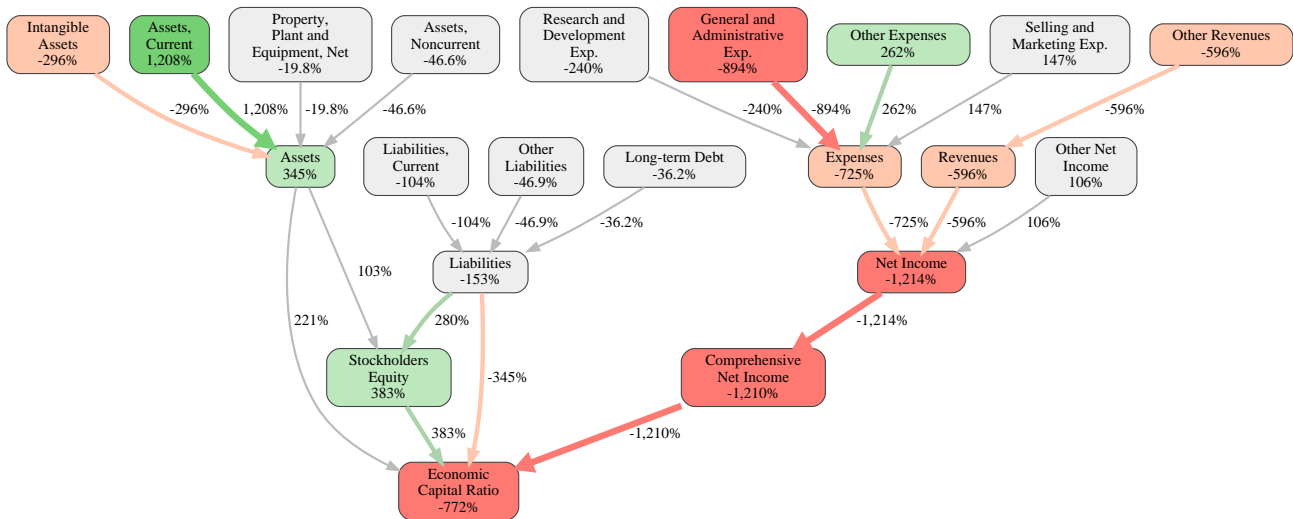 Intangible
Assets
-296%
Assets,
Current
1,208%
Property,
Plant and
Equipment, Net
-19.8%
Assets,
Noncurrent
-46.6%
Research and
Development
Exp.
-240%
General and
Administrative
Exp.
-894%
Other Expenses
262%
Selling and
Marketing Exp.
147%
Other Revenues
-596%
-296%
1,208%
-19.8%
-46.6%
-240%
-894%
262%
147%
-596%
Assets
345%
Liabilities,
Current
-104%
Other
Liabilities
-46.9%
Long-term Debt
-36.2%
Expenses
-725%
Revenues
-596%
Other Net
Income
106%
-104%
-46.9%
-36.2%
-725%
-596%
106%
103%
Liabilities
-153%
Net Income
-1,214%
221%
280%
-1,214%
Stockholders
Equity
383%
-345%
Comprehensive
Net Income
-1,210%
383%
-1,210%
Economic
Capital Ratio
-772%